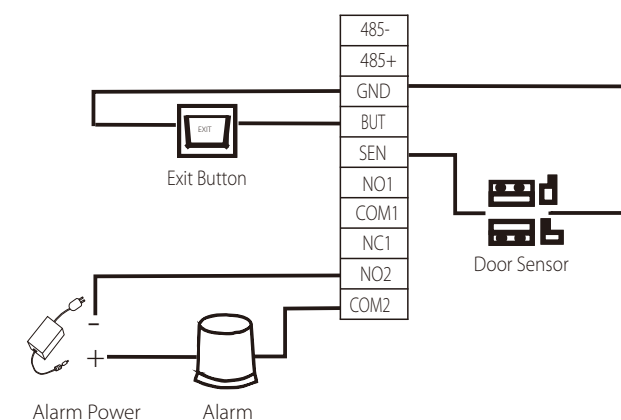 485-
485+
GND
BUT
EXIT
SEN
Exit Button
NO1
COM1
NC1
Door Sensor
NO2
COM2
-
+
Alarm Power
Alarm